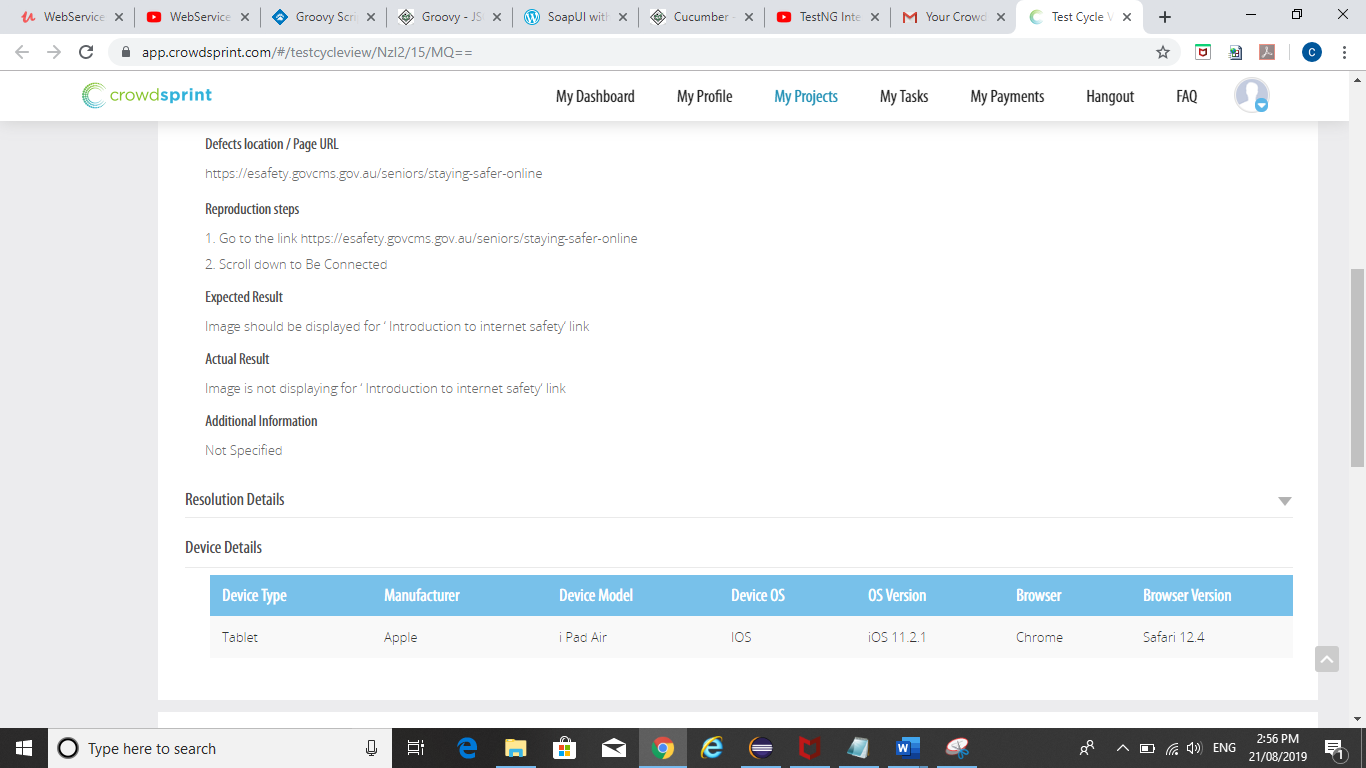 WebService
WebService
Groovy Scri
Groovy - JS
SoapUI with
Cucumber -
TestNG Inte
Your Crowd
Test Cycle V
app.crowdsprint.com/#/testcycleview/NzI2/15/MQ==
C
crowdsprint
My Dashboard
My Profile
My Projects
My Tasks
My Payments
Hangout
FAQ
Defects location / Page URL
https://esafety.govcms.gov.au/seniors/staying-safer-online
Reproduction steps
1. Go to the link https://esafety.govcms.gov.au/seniors/staying-safer-online
2. Scroll down to Be Connected
Expected Result
Image should be displayed for ‘ Introduction to internet safety’ link
Actual Result
Image is not displaying for ‘ Introduction to internet safety’ link
Additional Information
Not Specified
Resolution Details
Device Details
Device Type Manufacturer Device Model Device OS OS Version Browser Browser Version
Tablet Apple i Pad Air IOS iOS 11.2.1 Chrome Safari 12.4
Type here to search
ENG
2:56 PM
21/08/2019
1